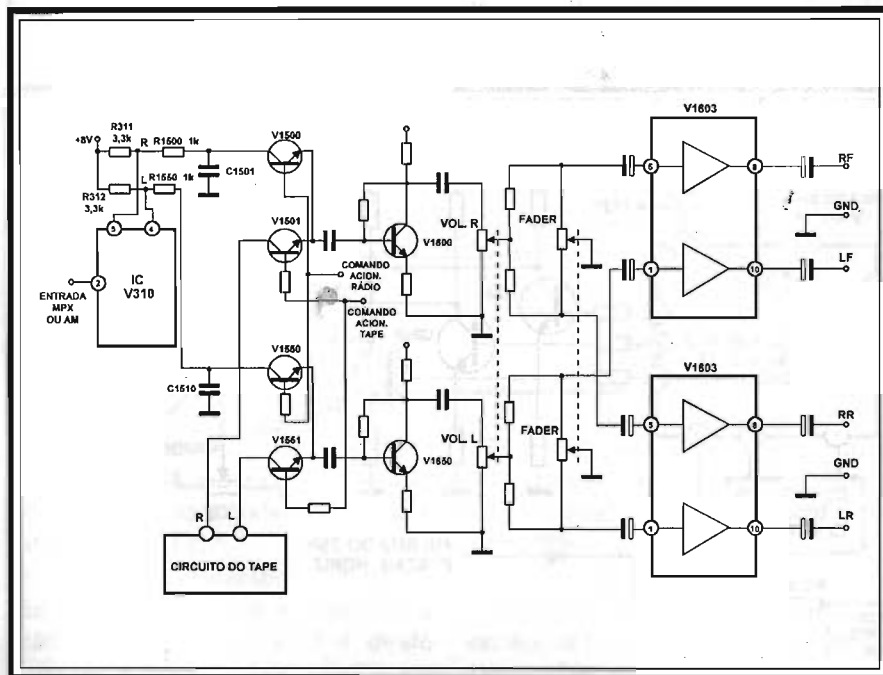 +8V
R311
3,3k
R
R1500 1k
L
R1550 1k
R312
3,3k
5
4
IC
V310
2
ENTRADA
MPX
OU AM
C1501
C1510
V1500
V1501
V1550
V1551
COMANDO
ACION.
RÁDIO
COMANDO
ACION.
TAPE
R
L
CIRCUITO DO TAPE
V1600
V1650
VOL. R
VOL. L
FADER
FADER
V1603
6
8
RF
GND
1
10
LF
V1603
5
8
RR
GND
1
10
LR